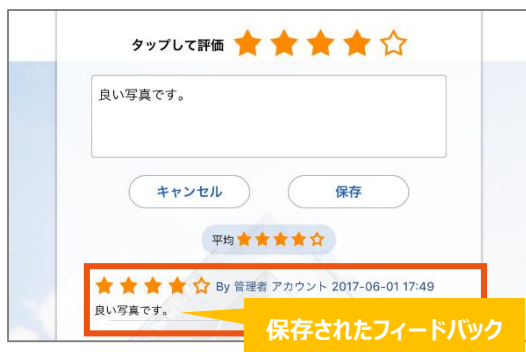 タップして評価
良い写真です。
キャンセル 保存
平均
By 管理者 アカウント 2017-06-01 17:49
良い写真です。
保存されたフィードバック